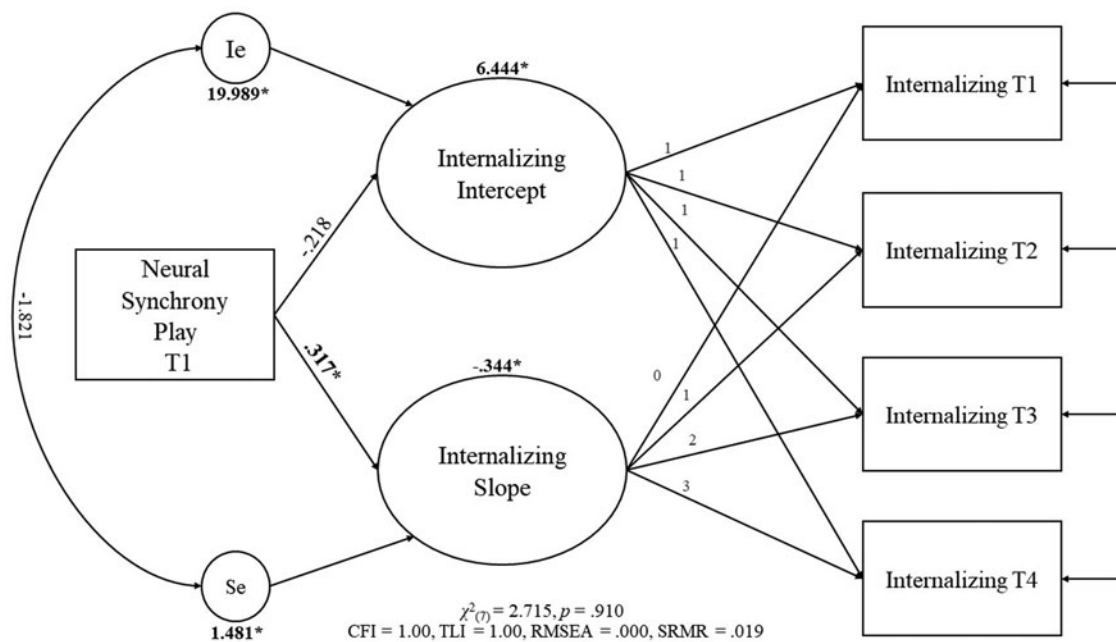 Ie
19.989*
6.444*
Internalizing
Intercept
-.218
Neural
Synchrony
Play
T1
-1.821
.317*
-.344*
Internalizing
Slope
Se
1.481*
1
1
1
1
0
1
2
3
Internalizing T1
Internalizing T2
Internalizing T3
Internalizing T4
χ²₍₇₎ = 2.715, p = .910
CFI = 1.00, TLI = 1.00, RMSEA = .000, SRMR = .019